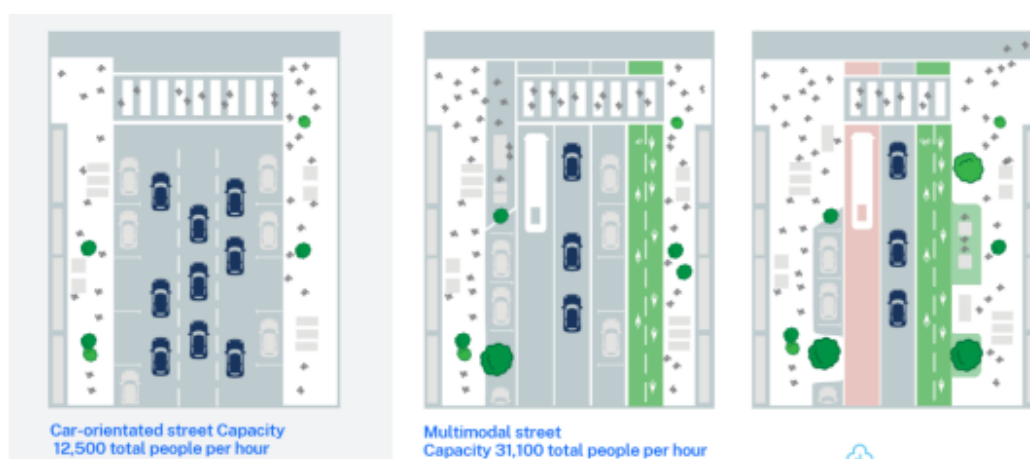 Car-orientated street Capacity
12,500 total people per hour
Multimodal street
Capacity 31,100 total people per hour